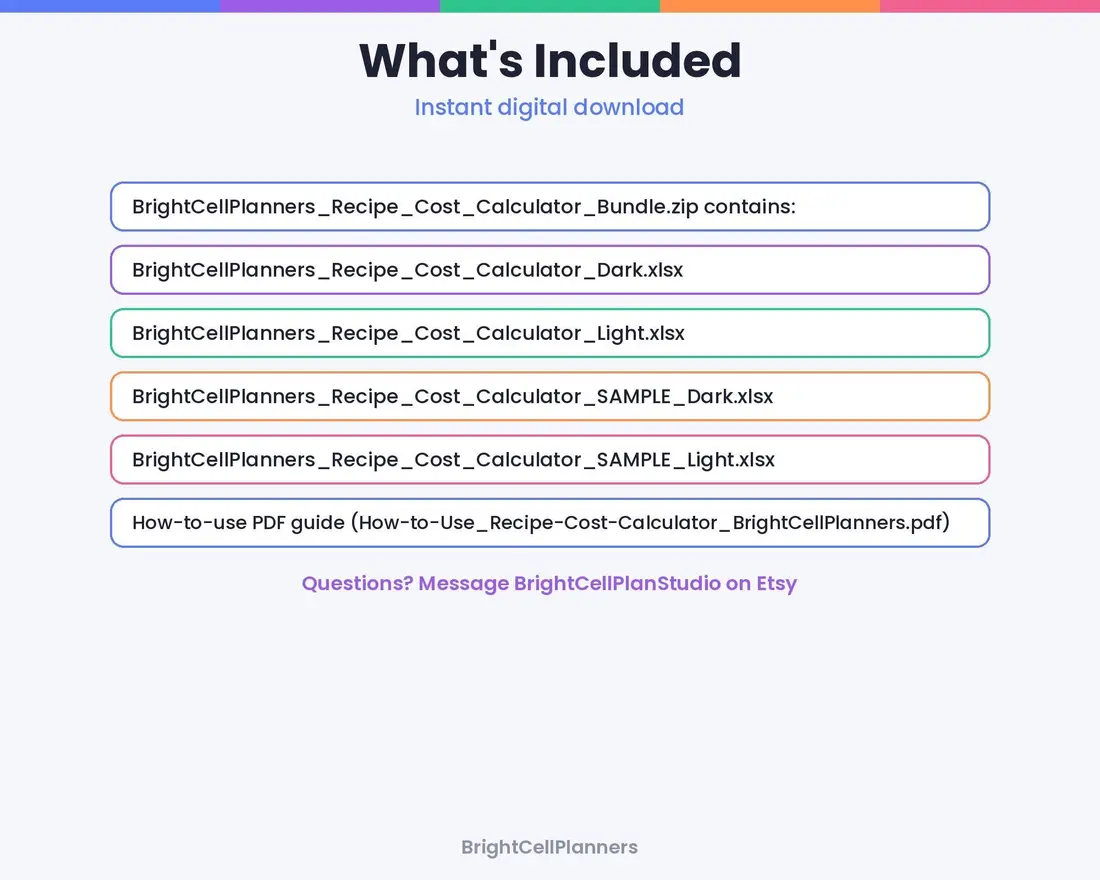 What's Included
Instant digital download
BrightCellPlanners_Recipe_Cost_Calculator_Bundle.zip contains:
BrightCellPlanners_Recipe_Cost_Calculator_Dark.xlsx
BrightCellPlanners_Recipe_Cost_Calculator_Light.xlsx
BrightCellPlanners_Recipe_Cost_Calculator_SAMPLE_Dark.xlsx
BrightCellPlanners_Recipe_Cost_Calculator_SAMPLE_Light.xlsx
How-to-use PDF guide (How-to-Use_Recipe-Cost-Calculator_BrightCellPlanners.pdf)
Questions? Message BrightCellPlanStudio on Etsy
BrightCellPlanners